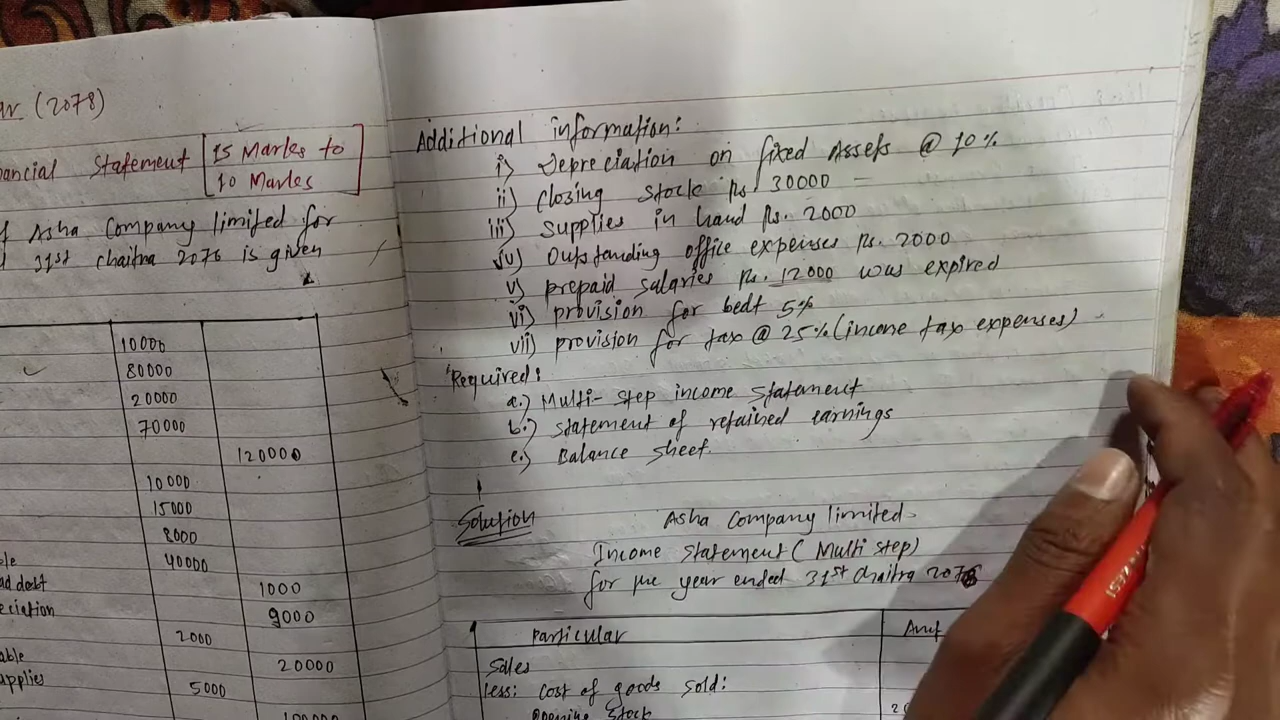 (2078)
Statement [15 Marks to
10 Marks]
Asha Company limited for
31st chaitra 2076 is given
10000
80000
20000
70000
120000
10000
15000
8000
40000
debt
1000
9000
2000
20000
5000
Additional information:
i) Depreciation on fixed Assets @ 10%
ii) closing stock Rs. 30000
iii) supplies in hand Rs. 2000
iv) Outstanding office expenses Rs. 2000
v) prepaid salaries Rs. 12000 was expired
vi) provision for bedt 5%
vii) provision for tax @ 25% (income tax expenses)
Required:
a.) Multi-step income statement
b.) statement of retained earnings
c.) Balance sheet.
Solution
Asha Company limited
Income Statement (Multi step)
for the year ended 31st Chaitra 2076
particular
Sales
less: cost of goods sold:
opening stock